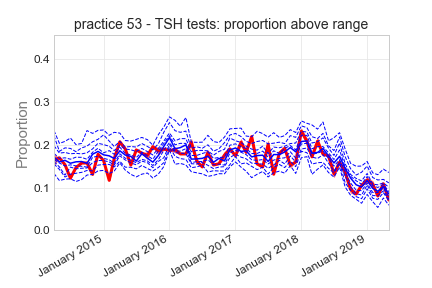 practice 53 - TSH tests: proportion above range
0.4
0.3
0.2
0.1
0.0
Proportion
January 2015
January 2016
January 2017
January 2018
January 2019